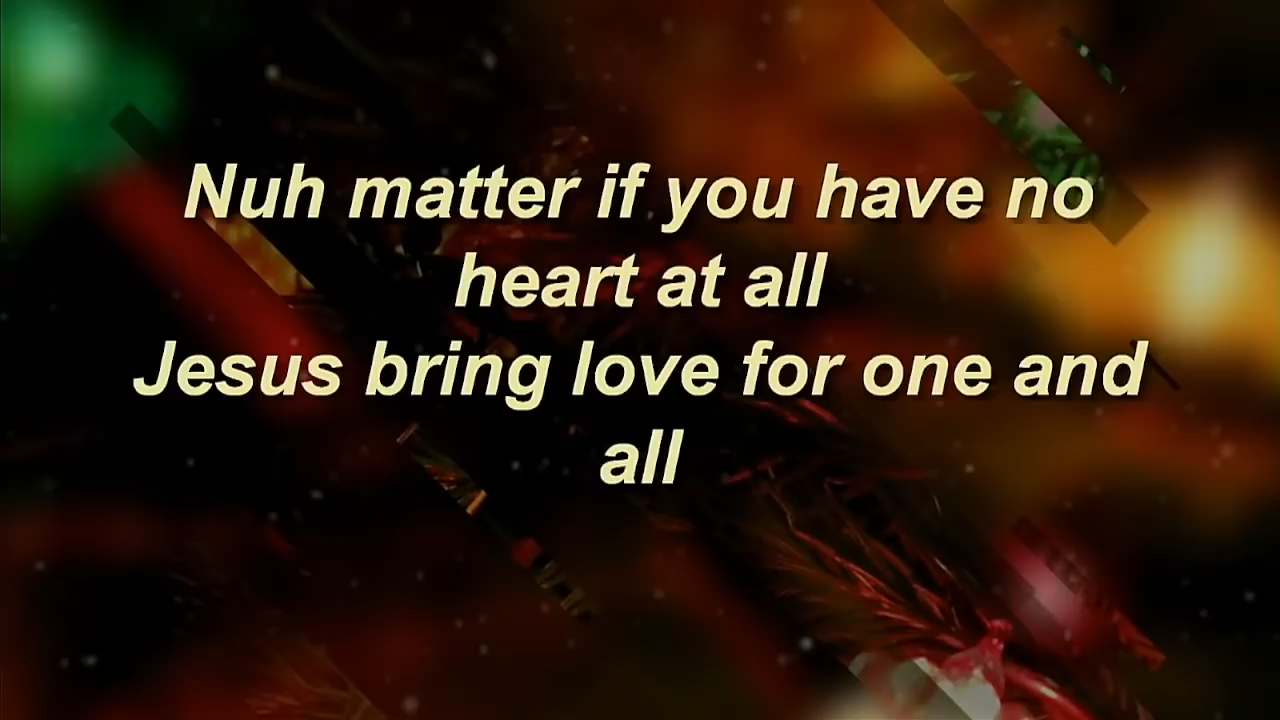 Nuh matter if you have no
heart at all
Jesus bring love for one and
all